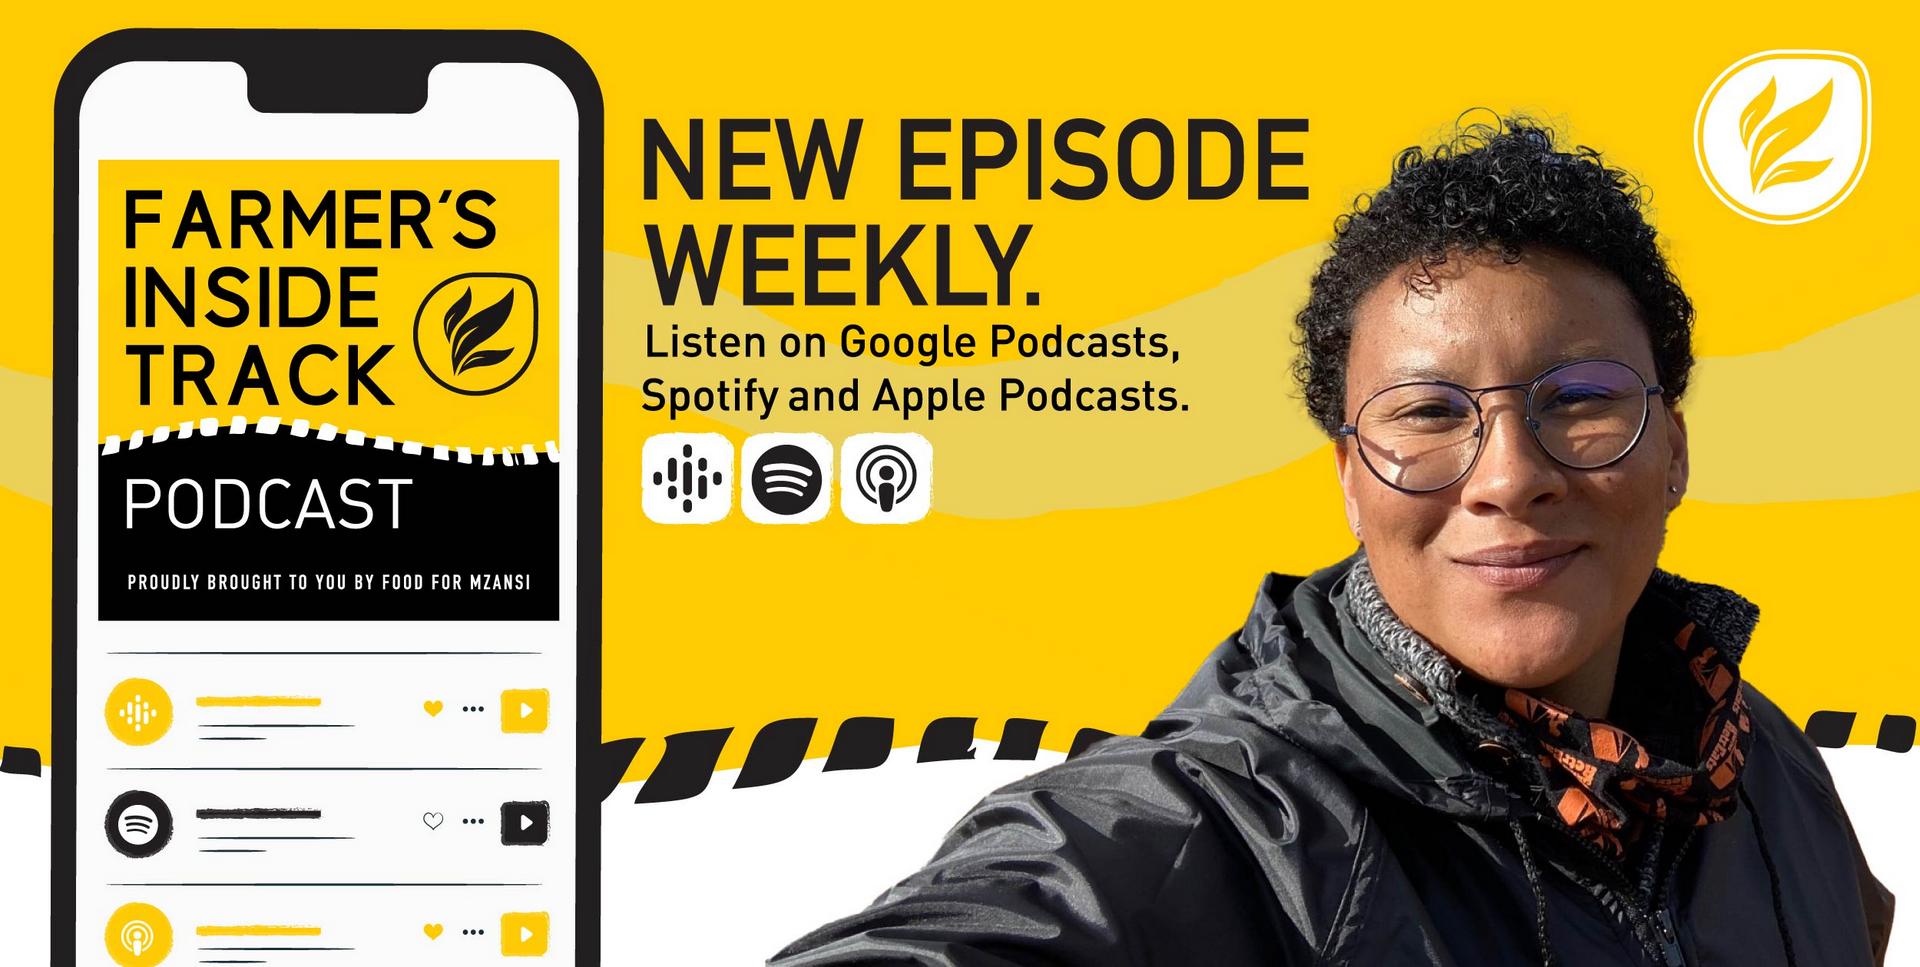 FARMER'S
INSIDE
TRACK
PODCAST
PROUDLY BROUGHT TO YOU BY FOOD FOR MZANSI
NEW EPISODE
WEEKLY.
Listen on Google Podcasts,
Spotify and Apple Podcasts.